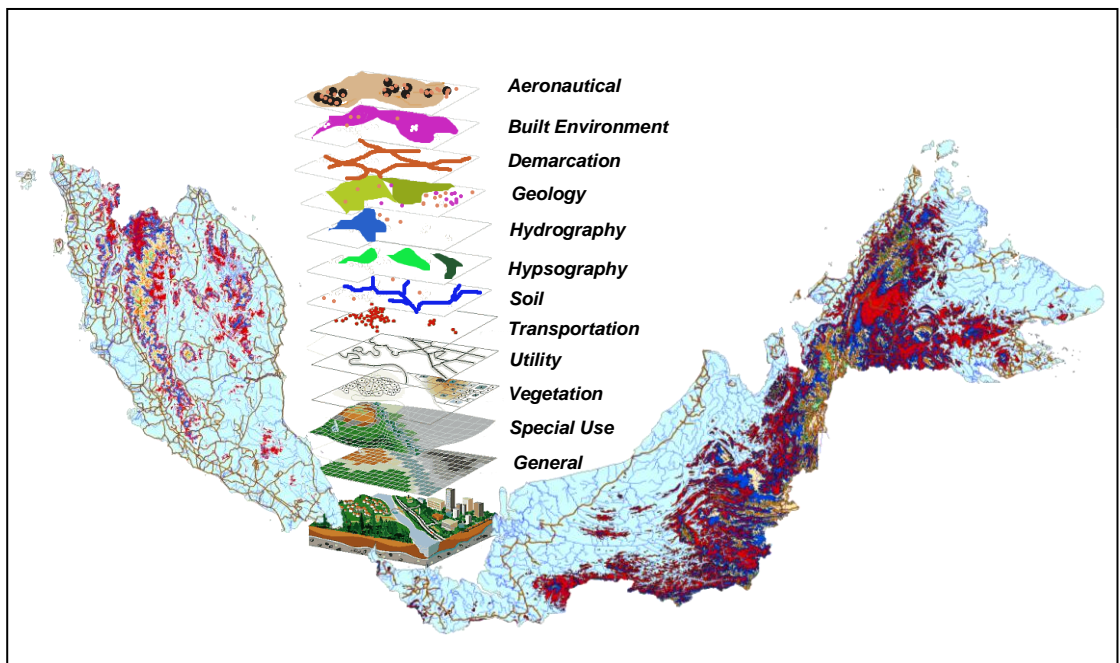 Aeronautical
Built Environment
Demarcation
Geology
Hydrography
Hypsography
Soil
Transportation
Utility
Vegetation
Special Use
General